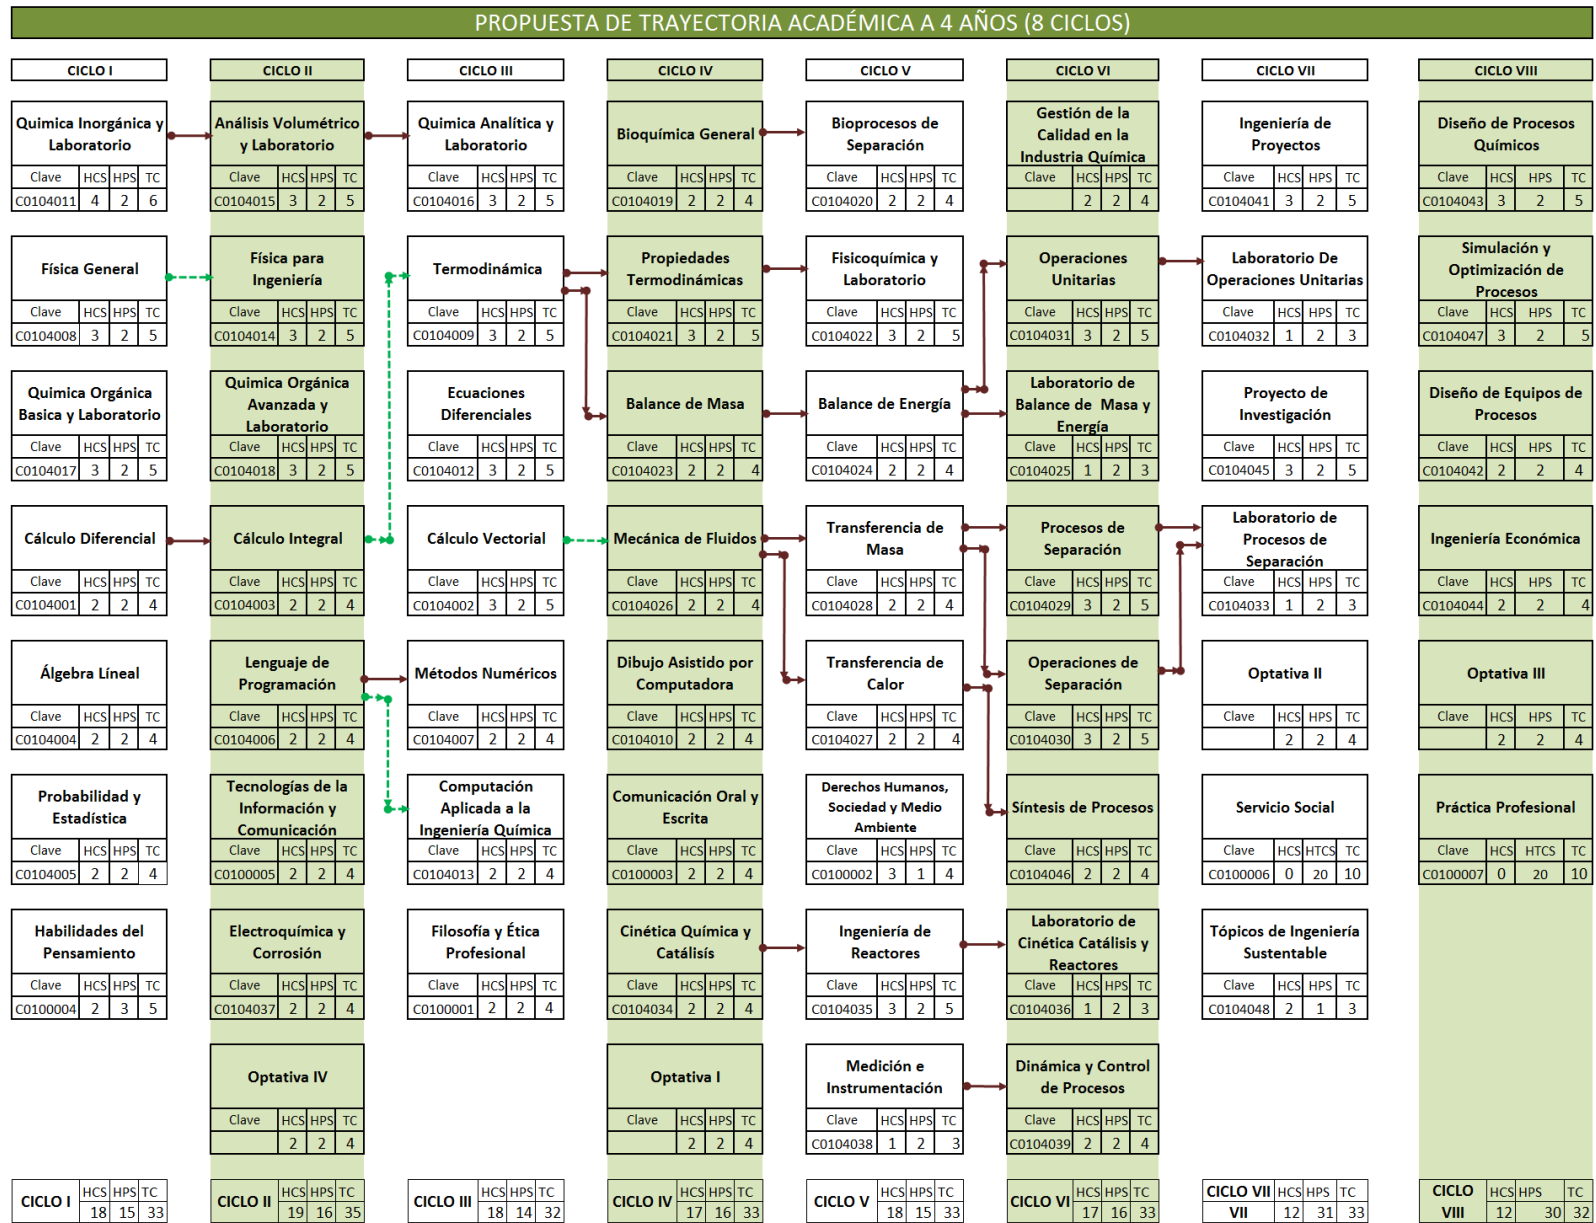 PROPUESTA DE TRAYECTORIA ACADÉMICA A 4 AÑOS (8 CICLOS)
CICLO I
Quimica Inorgánica y
Laboratorio
Clave HCS HPS TC
C0104011 4 2 6
Física General
Clave HCS HPS TC
C0104008 3 2 5
Quimica Orgánica
Basica y Laboratorio
Clave HCS HPS TC
C0104017 3 2 5
Cálculo Diferencial
Clave HCS HPS TC
C0104001 2 2 4
Álgebra Líneal
Clave HCS HPS TC
C0104004 2 2 4
Probabilidad y
Estadística
Clave HCS HPS TC
C0104005 2 2 4
Habilidades del
Pensamiento
Clave HCS HPS TC
C0100004 2 3 5
CICLO I HCS HPS TC
18 15 33
CICLO II
Análisis Volumétrico
y Laboratorio
Clave HCS HPS TC
C0104015 3 2 5
Física para
Ingeniería
Clave HCS HPS TC
C0104014 3 2 5
Quimica Orgánica
Avanzada y
Laboratorio
Clave HCS HPS TC
C0104018 3 2 5
Cálculo Integral
Clave HCS HPS TC
C0104003 2 2 4
Lenguaje de
Programación
Clave HCS HPS TC
C0104006 2 2 4
Tecnologías de la
Información y
Comunicación
Clave HCS HPS TC
C0100005 2 2 4
Electroquímica y
Corrosión
Clave HCS HPS TC
C0104037 2 2 4
Optativa IV
Clave HCS HPS TC
2 2 4
CICLO II HCS HPS TC
19 16 35
CICLO III
Quimica Analítica y
Laboratorio
Clave HCS HPS TC
C0104016 3 2 5
Termodinámica
Clave HCS HPS TC
C0104009 3 2 5
Ecuaciones
Diferenciales
Clave HCS HPS TC
C0104012 3 2 5
Cálculo Vectorial
Clave HCS HPS TC
C0104002 3 2 5
Métodos Numéricos
Clave HCS HPS TC
C0104007 2 2 4
Computación
Aplicada a la
Ingeniería Química
Clave HCS HPS TC
C0104013 2 2 4
Filosofía y Ética
Profesional
Clave HCS HPS TC
C0100001 2 2 4
CICLO III HCS HPS TC
18 14 32
CICLO IV
Bioquímica General
Clave HCS HPS TC
C0104019 2 2 4
Propiedades
Termodinámicas
Clave HCS HPS TC
C0104021 3 2 5
Balance de Masa
Clave HCS HPS TC
C0104023 2 2 4
Mecánica de Fluidos
Clave HCS HPS TC
C0104026 2 2 4
Dibujo Asistido por
Computadora
Clave HCS HPS TC
C0104010 2 2 4
Comunicación Oral y
Escrita
Clave HCS HPS TC
C0100003 2 2 4
Cinética Química y
Catálisís
Clave HCS HPS TC
C0104034 2 2 4
Optativa I
Clave HCS HPS TC
2 2 4
CICLO IV HCS HPS TC
17 16 33
CICLO V
Bioprocesos de
Separación
Clave HCS HPS TC
C0104020 2 2 4
Fisicoquímica y
Laboratorio
Clave HCS HPS TC
C0104022 3 2 5
Balance de Energía
Clave HCS HPS TC
C0104024 2 2 4
Transferencia de
Masa
Clave HCS HPS TC
C0104028 2 2 4
Transferencia de
Calor
Clave HCS HPS TC
C0104027 2 2 4
Derechos Humanos,
Sociedad y Medio
Ambiente
Clave HCS HPS TC
C0100002 3 1 4
Ingeniería de
Reactores
Clave HCS HPS TC
C0104035 3 2 5
Medición e
Instrumentación
Clave HCS HPS TC
C0104038 1 2 3
CICLO V HCS HPS TC
18 15 33
CICLO VI
Gestión de la
Calidad en la
Industria Química
Clave HCS HPS TC
2 2 4
Operaciones
Unitarias
Clave HCS HPS TC
C0104031 3 2 5
Laboratorio de
Balance de Masa y
Energía
Clave HCS HPS TC
C0104025 1 2 3
Procesos de
Separación
Clave HCS HPS TC
C0104029 3 2 5
Operaciones de
Separación
Clave HCS HPS TC
C0104030 3 2 5
Síntesis de Procesos
Clave HCS HPS TC
C0104046 2 2 4
Laboratorio de
Cinética Catálisis y
Reactores
Clave HCS HPS TC
C0104036 1 2 3
Dinámica y Control
de Procesos
Clave HCS HPS TC
C0104039 2 2 4
CICLO VI HCS HPS TC
17 16 33
CICLO VII
Ingeniería de
Proyectos
Clave HCS HPS TC
C0104041 3 2 5
Laboratorio De
Operaciones Unitarias
Clave HCS HPS TC
C0104032 1 2 3
Proyecto de
Investigación
Clave HCS HPS TC
C0104045 3 2 5
Laboratorio de
Procesos de
Separación
Clave HCS HPS TC
C0104033 1 2 3
Optativa II
Clave HCS HPS TC
2 2 4
Servicio Social
Clave HCS HTCS TC
C0100006 0 20 10
Tópicos de Ingeniería
Sustentable
Clave HCS HPS TC
C0104048 2 1 3
CICLO VII HCS HPS TC
VII 12 31 33
CICLO VIII
Diseño de Procesos
Químicos
Clave HCS HPS TC
C0104043 3 2 5
Simulación y
Optimización de
Procesos
Clave HCS HPS TC
C0104047 3 2 5
Diseño de Equipos de
Procesos
Clave HCS HPS TC
C0104042 2 2 4
Ingeniería Económica
Clave HCS HPS TC
C0104044 2 2 4
Optativa III
Clave HCS HPS TC
2 2 4
Práctica Profesional
Clave HCS HTCS TC
C0100007 0 20 10
CICLO HCS HPS TC
VIII 12 30 32